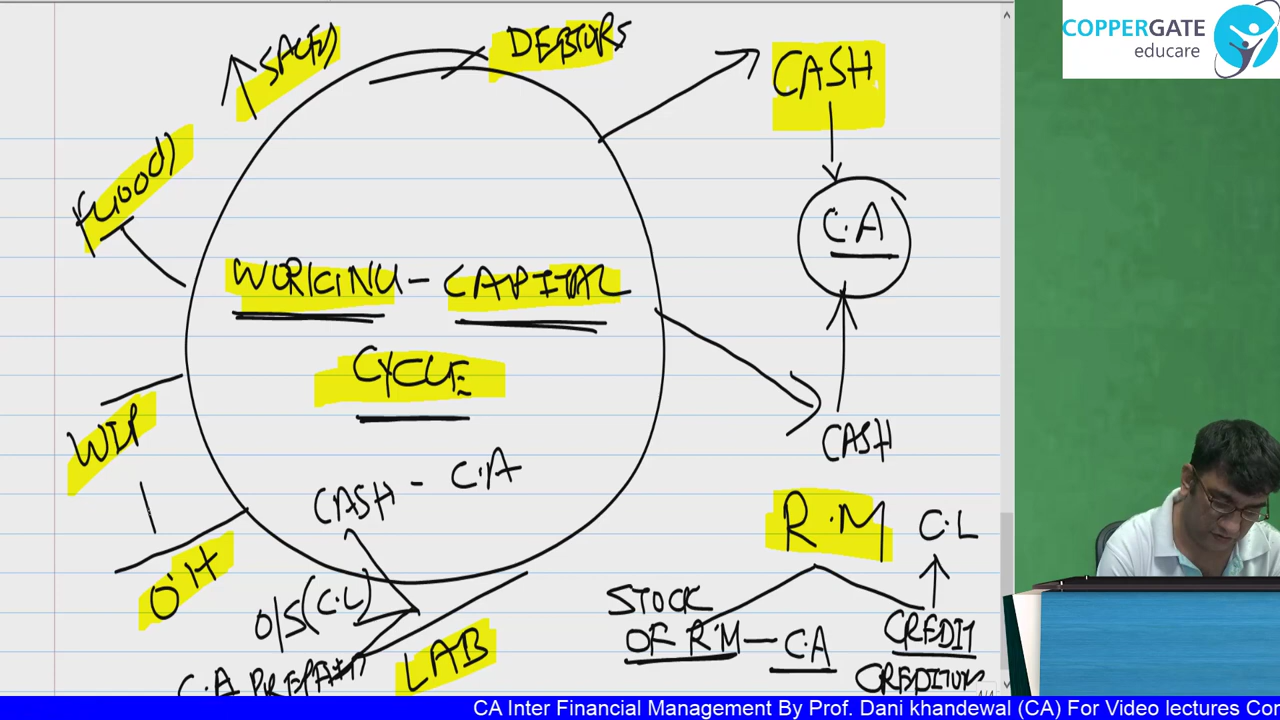 COPPERGATE
educare
DEBTORS
SALES
CASH
F(GOOD)
C.A
WORKING - CAPITAL
CYCLE
WIP
CASH
CASH - C.A
R.M C.L
O.H
O/S(C.L)
STOCK
OF R.M - C.A
CREDIT
CREDITORS
LAB
C.A PREPAID
CA Inter Financial Management By Prof. Dani khandewal (CA) For Video lectures Con